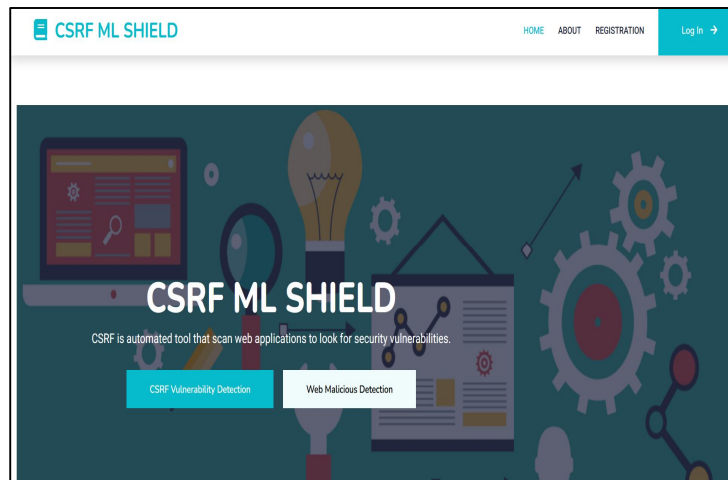 CSRF ML SHIELD
HOME ABOUT REGISTRATION Log In
CSRF ML SHIELD
CSRF is automated tool that scan web applications to look for security vulnerabilities.
CSRF Vulnerability Detection Web Malicious Detection